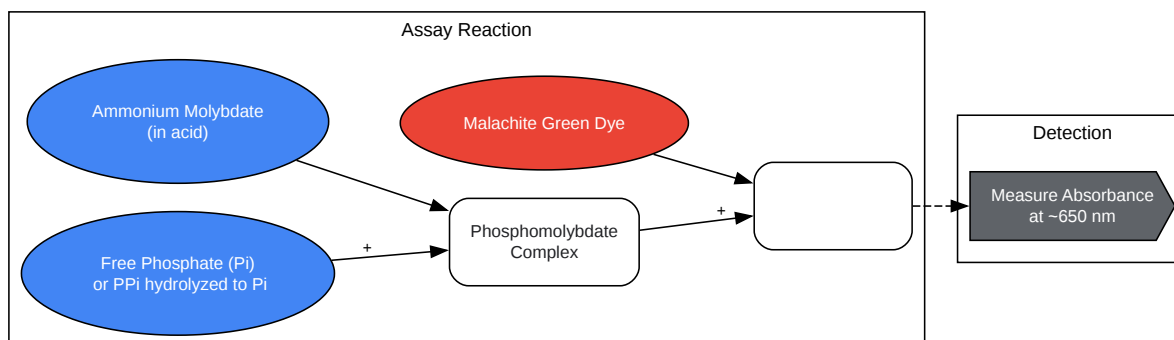 Assay Reaction
Ammonium Molybdate
(in acid)
Malachite Green Dye
Detection
Measure Absorbance
at ~650 nm
+
Phosphomolybdate
Complex
+
Free Phosphate (Pi)
or PPi hydrolyzed to Pi